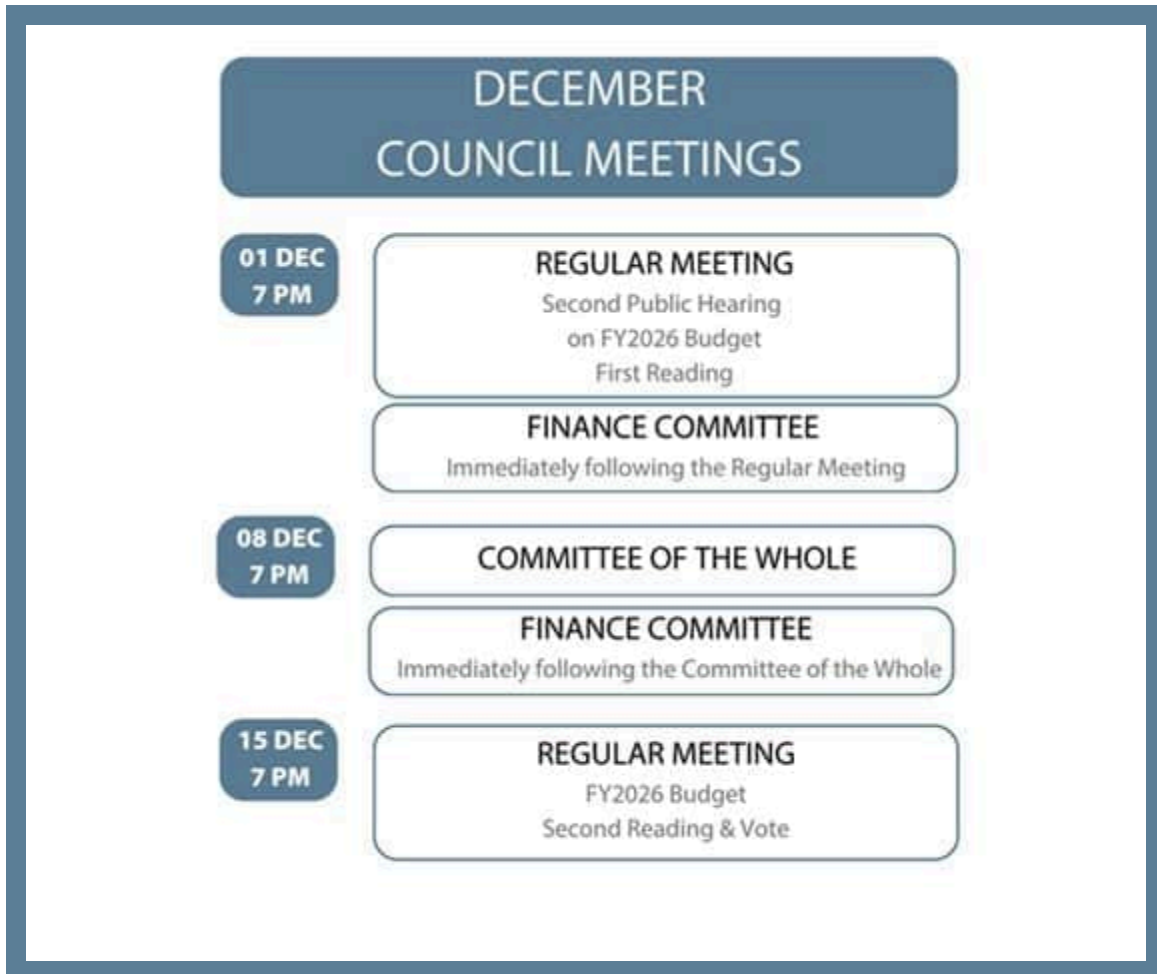 DECEMBER
COUNCIL MEETINGS
01 DEC
7 PM
REGULAR MEETING
Second Public Hearing
on FY2026 Budget
First Reading
FINANCE COMMITTEE
Immediately following the Regular Meeting
08 DEC
7 PM
COMMITTEE OF THE WHOLE
FINANCE COMMITTEE
Immediately following the Committee of the Whole
15 DEC
7 PM
REGULAR MEETING
FY2026 Budget
Second Reading & Vote